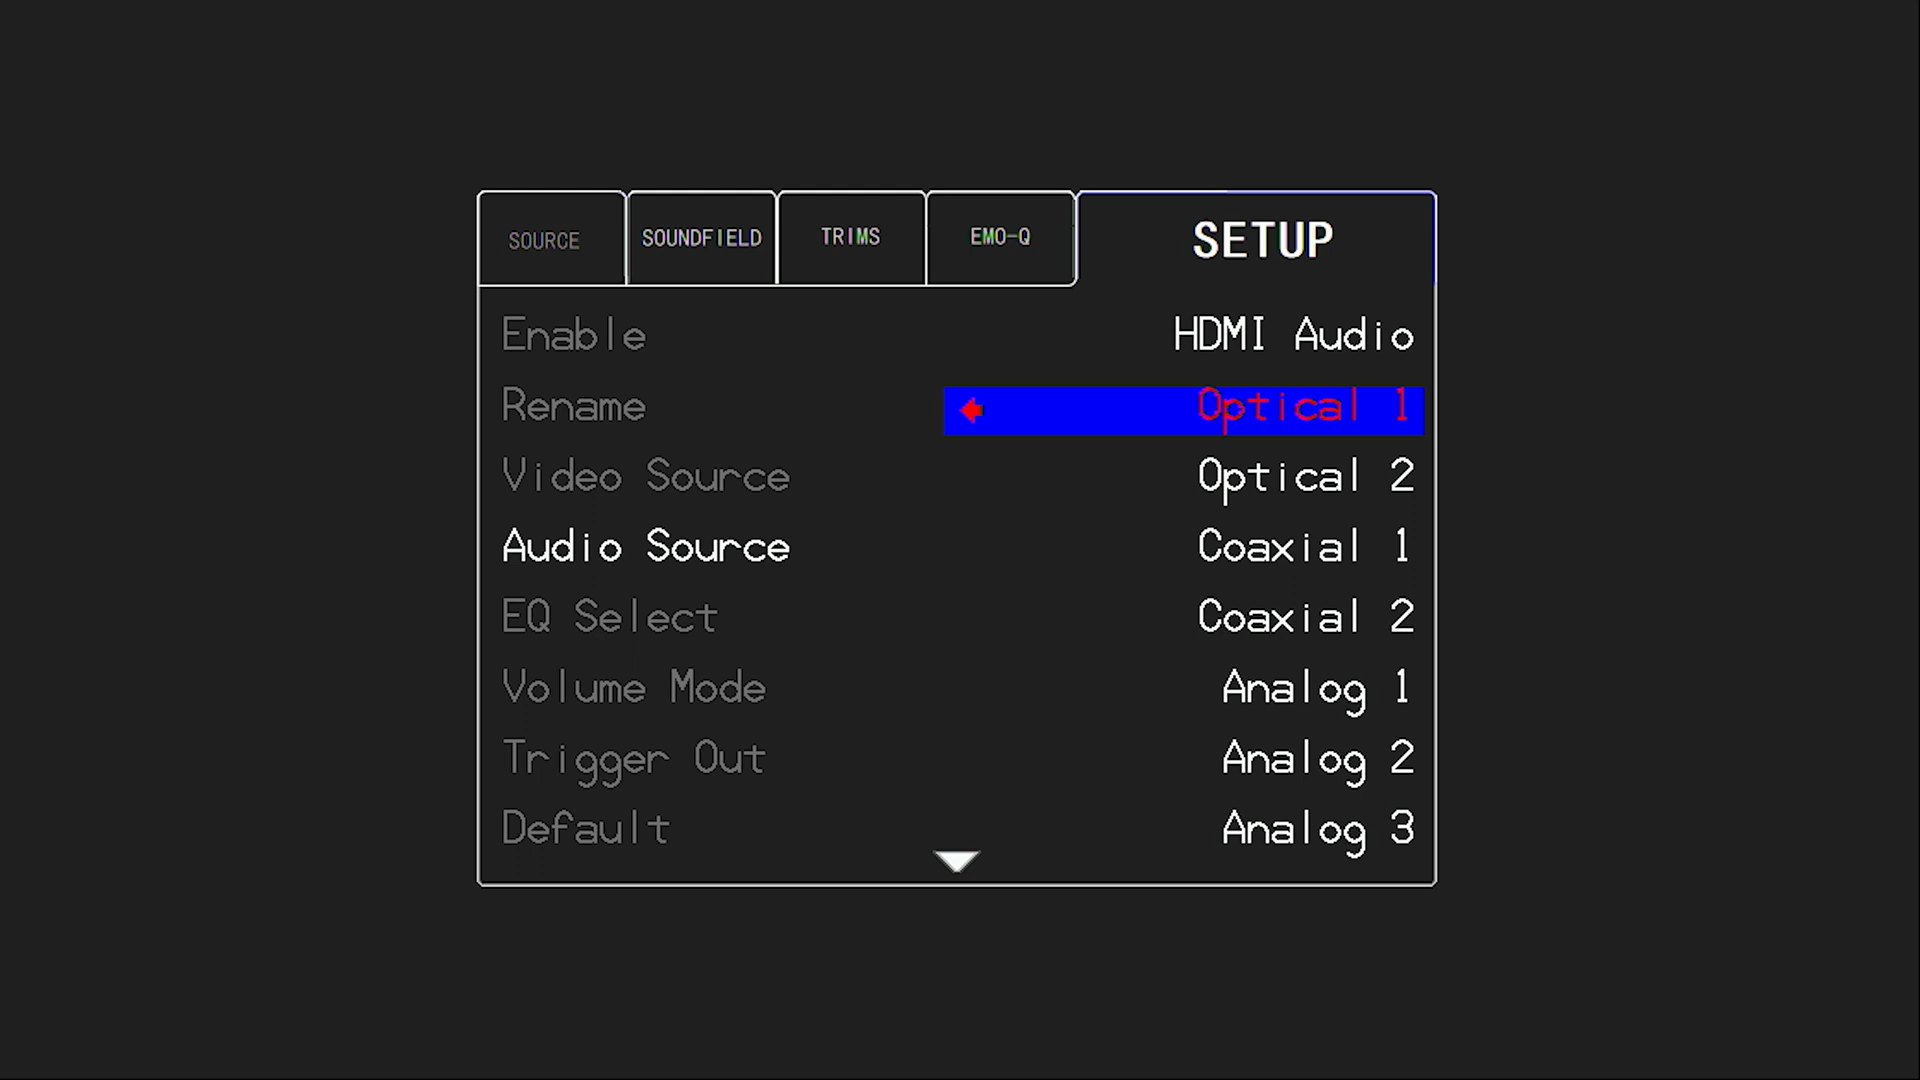 SOURCE SOUNDFIELD TRIMS EMO-Q SETUP
Enable HDMI Audio
Rename Optical 1
Video Source Optical 2
Audio Source Coaxial 1
EQ Select Coaxial 2
Volume Mode Analog 1
Trigger Out Analog 2
Default Analog 3